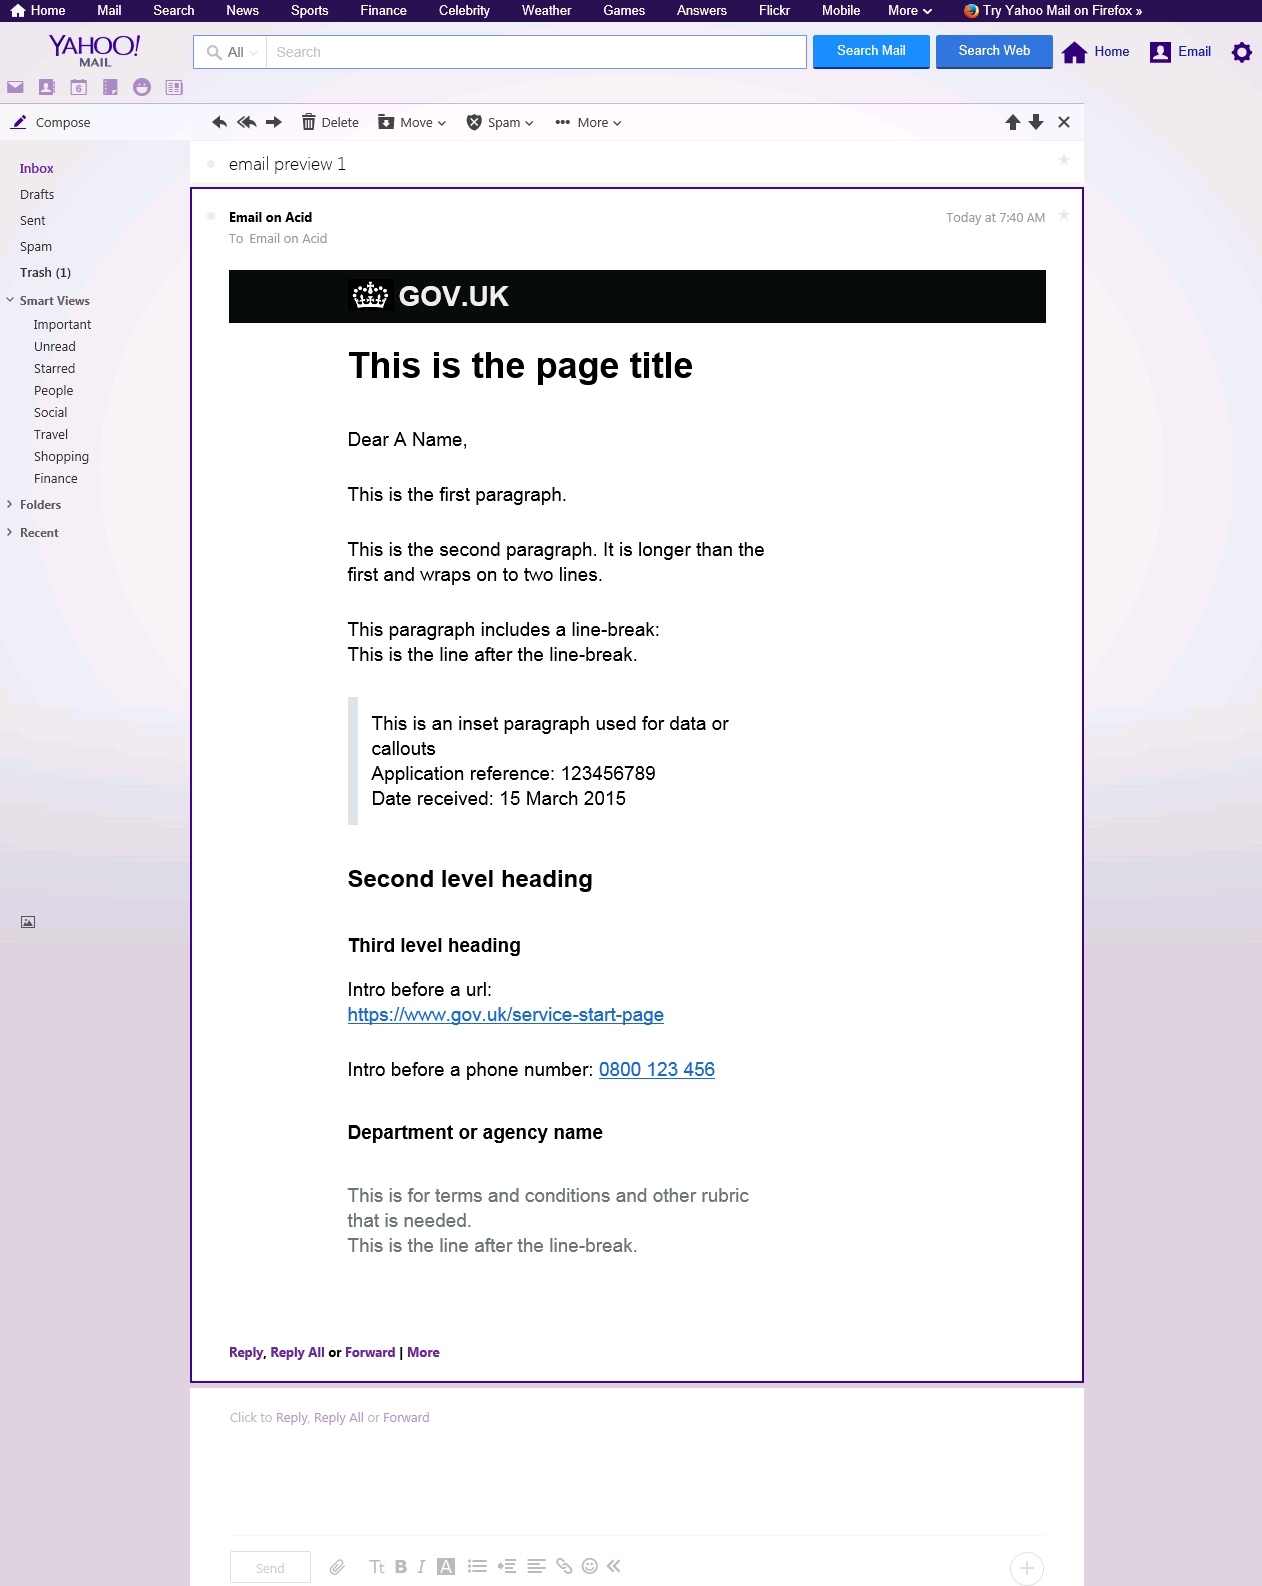 Home Mail Search News Sports Finance Celebrity Weather Games Answers Flickr Mobile More Try Yahoo Mail on Firefox »
YAHOO!
MAIL
All Search Search Mail Search Web Home Email
6
Compose
Delete Move Spam More
Inbox
Drafts
Sent
Spam
Trash (1)
Smart Views
Important
Unread
Starred
People
Social
Travel
Shopping
Finance
Folders
Recent
email preview 1
Email on Acid Today at 7:40 AM
To Email on Acid
GOV.UK
This is the page title
Dear A Name,
This is the first paragraph.
This is the second paragraph. It is longer than the
first and wraps on to two lines.
This paragraph includes a line-break:
This is the line after the line-break.
This is an inset paragraph used for data or
callouts
Application reference: 123456789
Date received: 15 March 2015
Second level heading
Third level heading
Intro before a url:
https://www.gov.uk/service-start-page
Intro before a phone number: 0800 123 456
Department or agency name
This is for terms and conditions and other rubric
that is needed.
This is the line after the line-break.
Reply, Reply All or Forward | More
Click to Reply, Reply All or Forward
Send Tt B I A